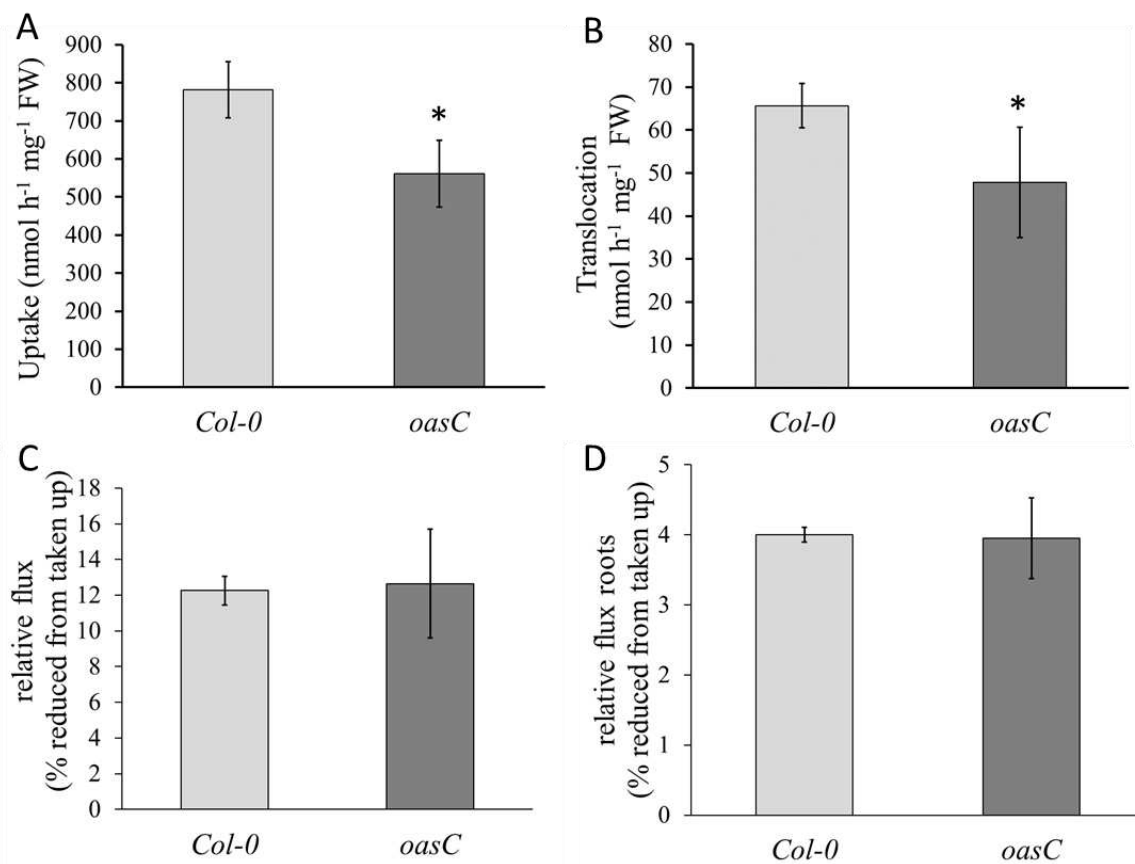 A
Uptake (nmol h-1 mg-1 FW)
900
800
700
600
500
400
300
200
100
0
*
Col-0
oasC
B
Translocation
(nmol h-1 mg-1 FW)
80
70
60
50
40
30
20
10
0
*
Col-0
oasC
C
relative flux
(% reduced from taken up)
18
16
14
12
10
8
6
4
2
0
Col-0
oasC
D
relative flux roots
(% reduced from taken up)
5
4
3
2
1
0
Col-0
oasC